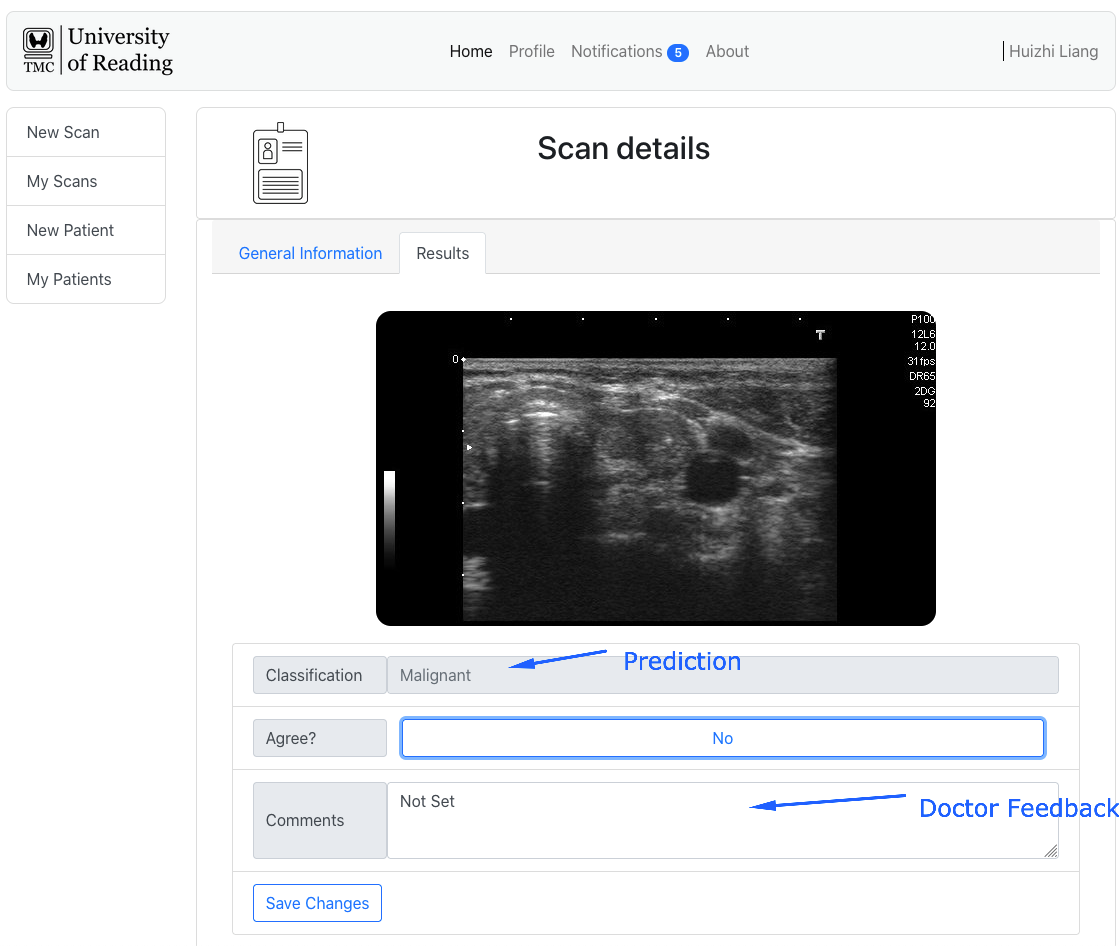 University
of Reading
TMC
Home Profile Notifications 5 About
Huizhi Liang
New Scan
My Scans
New Patient
My Patients
Scan details
General Information
Results
P100
12L6
12.0
31fps
DR65
2DG
92
T
0
Classification
Malignant
Prediction
Agree?
No
Comments
Not Set
Doctor Feedback
Save Changes